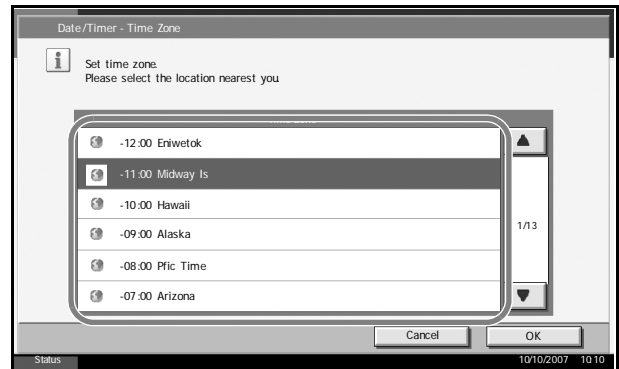 Date/Timer - Time Zone
Set time zone.
Please select the location nearest you.
-12:00 Eniwetok
-11:00 Midway Is
-10:00 Hawaii
-09:00 Alaska
-08:00 Pfic Time
-07:00 Arizona
1/13
Cancel
OK
Status
10/10/2007 10:10